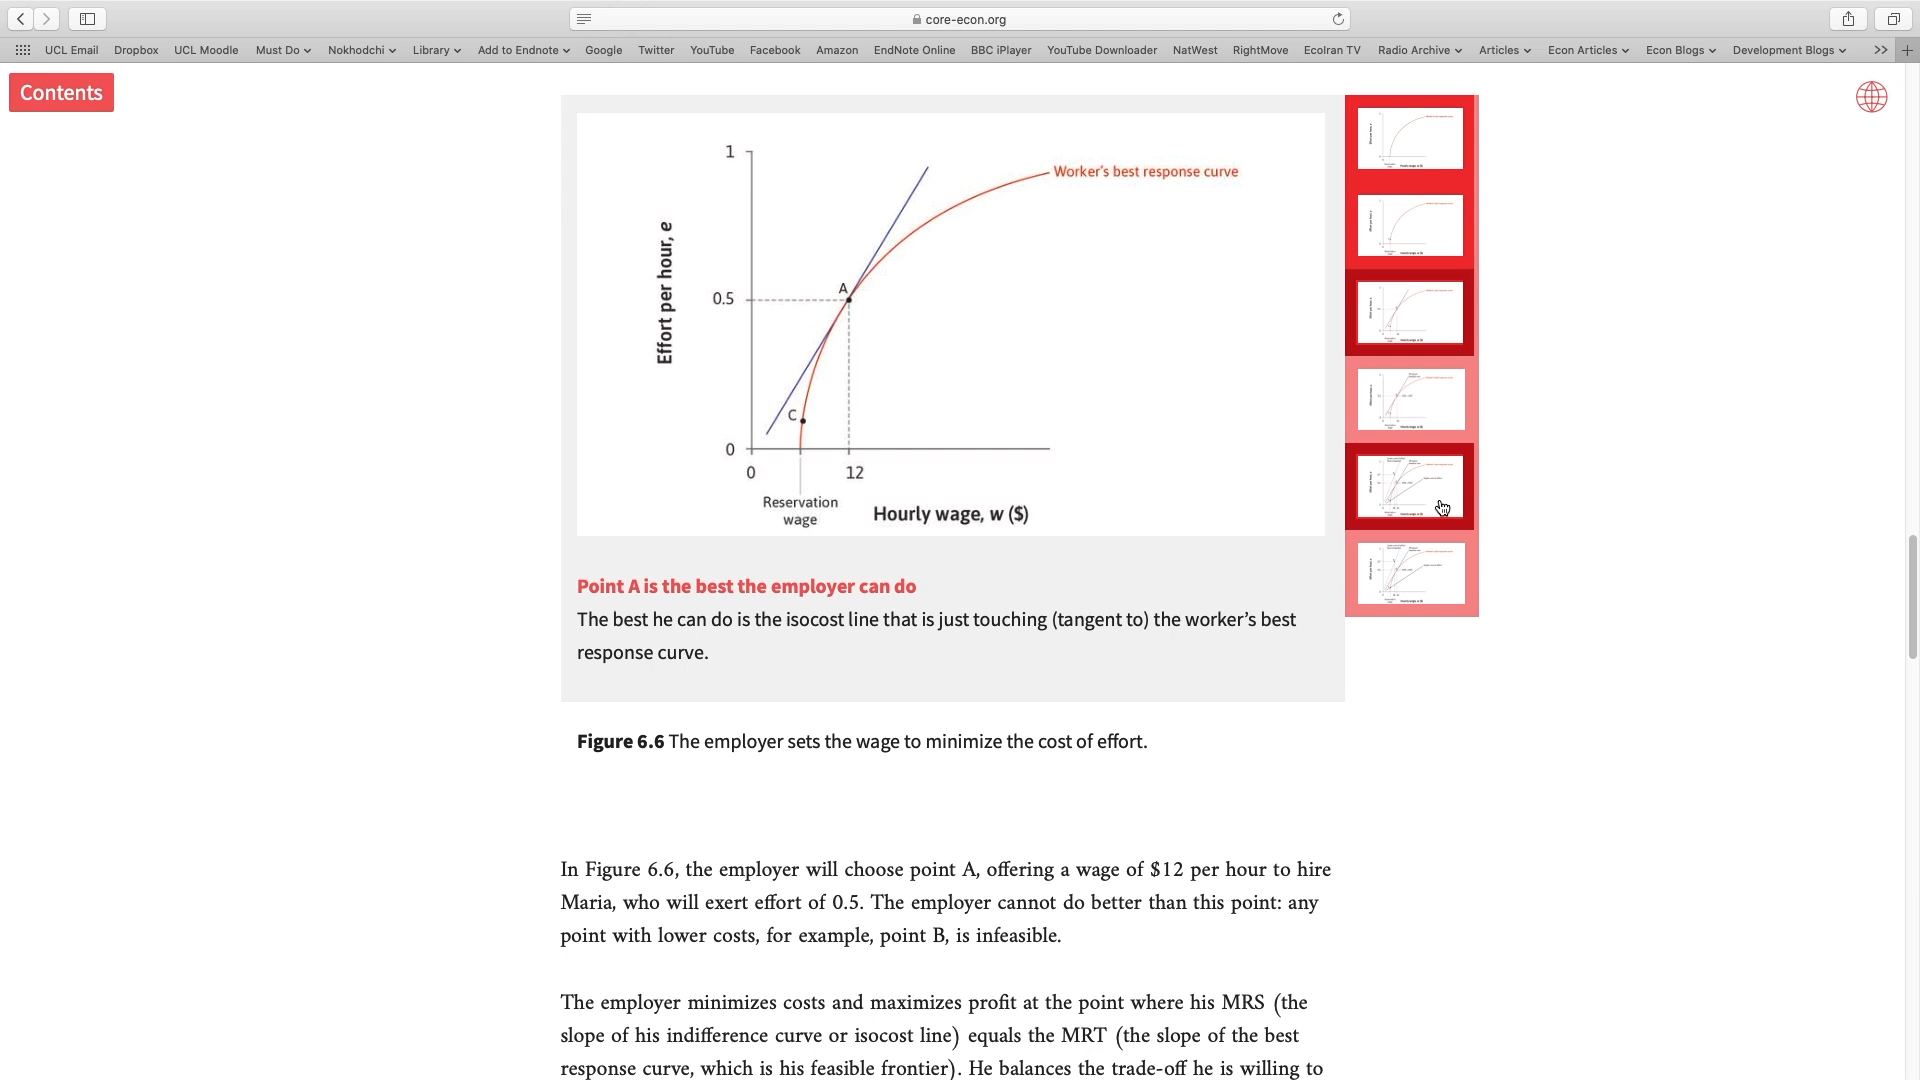 core-econ.org
UCL Email Dropbox UCL Moodle Must Do Nokhodchi Library Add to Endnote Google Twitter YouTube Facebook Amazon EndNote Online BBC iPlayer YouTube Downloader NatWest RightMove EcoIran TV Radio Archive Articles Econ Articles Econ Blogs Development Blogs >> +
Contents
1
Worker's best response curve
Effort per hour, e
A
0.5
C
0
0 12
Reservation
wage
Hourly wage, w ($)
Point A is the best the employer can do
The best he can do is the isocost line that is just touching (tangent to) the worker's best
response curve.
Figure 6.6 The employer sets the wage to minimize the cost of effort.
In Figure 6.6, the employer will choose point A, offering a wage of $12 per hour to hire
Maria, who will exert effort of 0.5. The employer cannot do better than this point: any
point with lower costs, for example, point B, is infeasible.
The employer minimizes costs and maximizes profit at the point where his MRS (the
slope of his indifference curve or isocost line) equals the MRT (the slope of the best
response curve, which is his feasible frontier). He balances the trade-off he is willing to